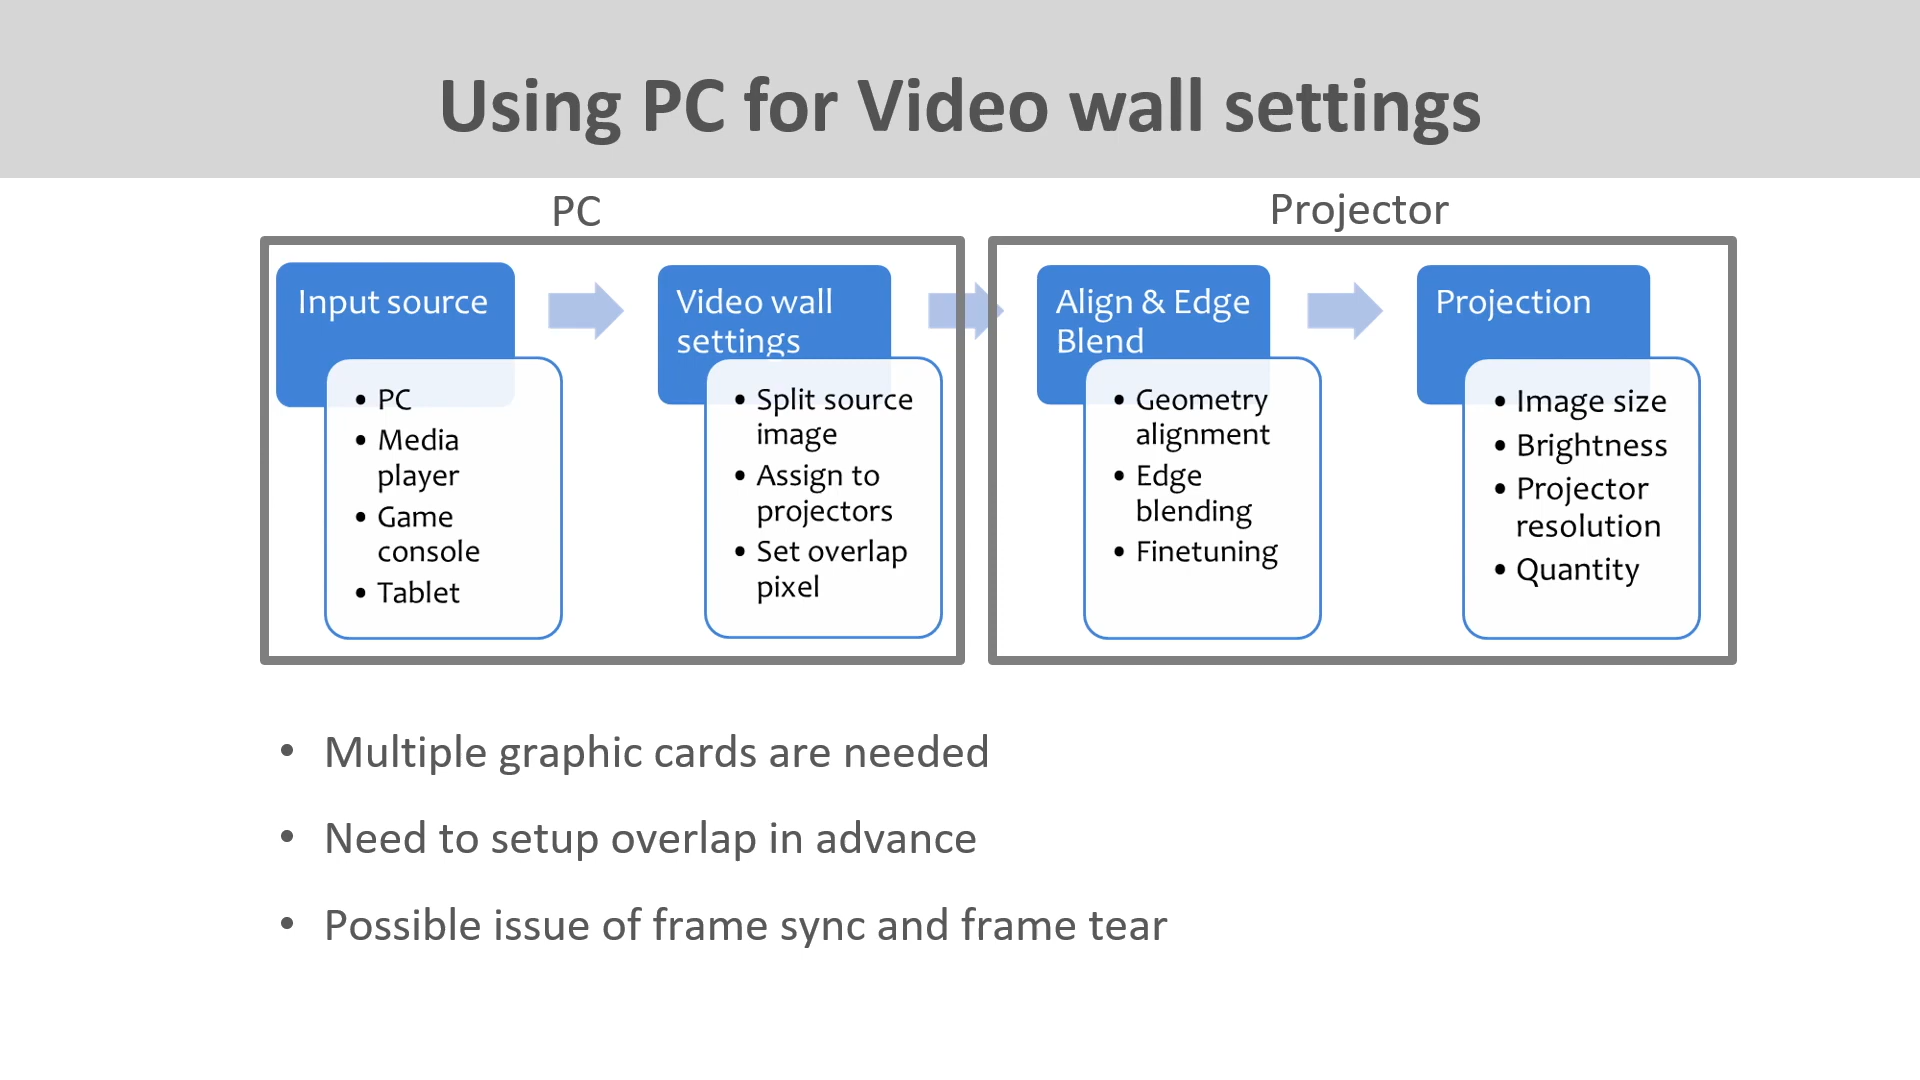 Using PC for Video wall settings
PC
Projector
Input source
• PC
• Media
player
• Game
console
• Tablet
Video wall
settings
• Split source
image
• Assign to
projectors
• Set overlap
pixel
Align & Edge
Blend
• Geometry
alignment
• Edge
blending
• Finetuning
Projection
• Image size
• Brightness
• Projector
resolution
• Quantity
• Multiple graphic cards are needed
• Need to setup overlap in advance
• Possible issue of frame sync and frame tear